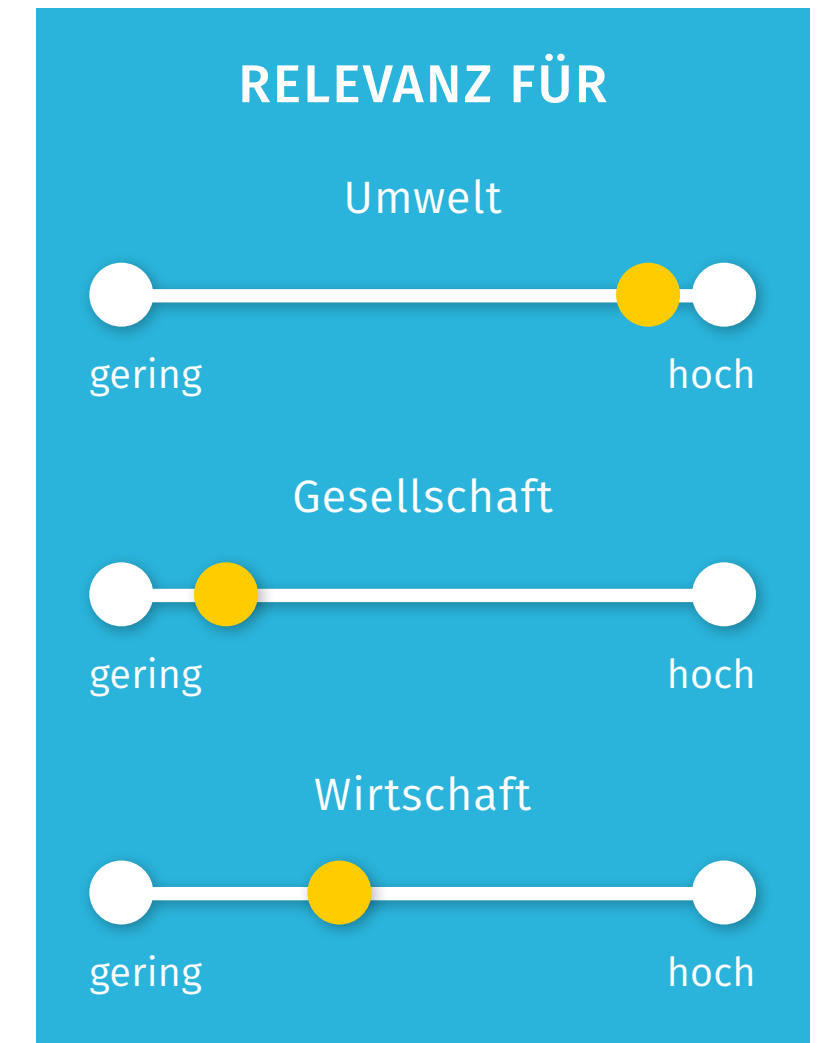 RELEVANZ FÜR
Umwelt
gering hoch
Gesellschaft
gering hoch
Wirtschaft
gering hoch